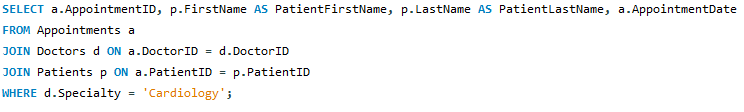 SELECT a.AppointmentID, p.FirstName AS PatientFirstName, p.LastName AS PatientLastName, a.AppointmentDate
FROM Appointments a
JOIN Doctors d ON a.DoctorID = d.DoctorID
JOIN Patients p ON a.PatientID = p.PatientID
WHERE d.Specialty = 'Cardiology';